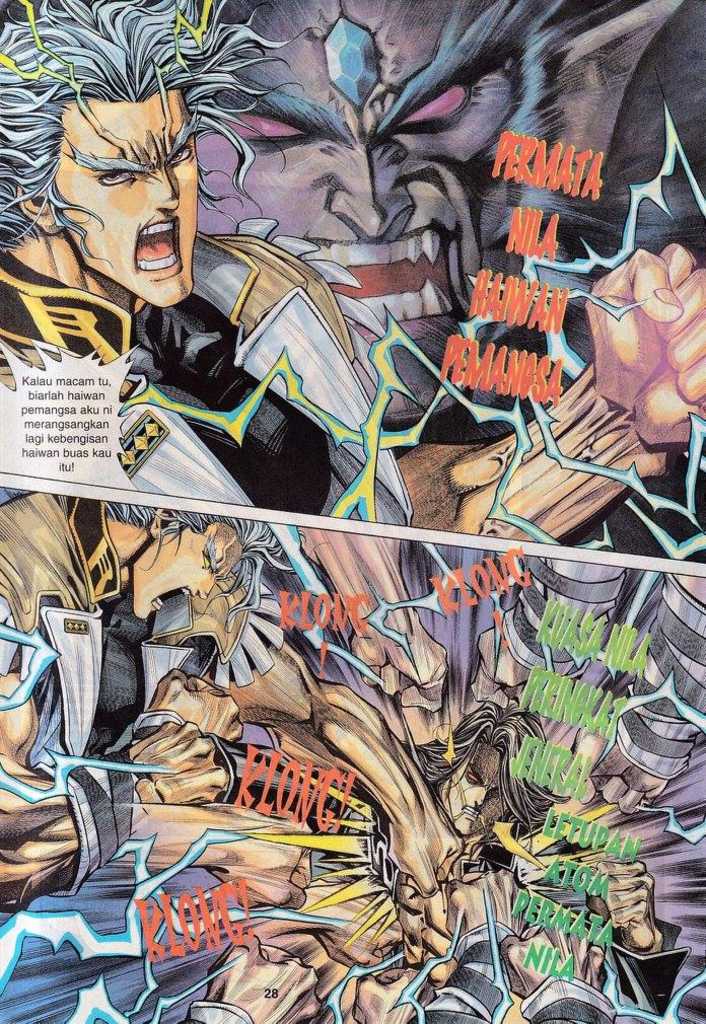 PERMATA
NILA
HAIWAN
PEMANGSA
Kalau macam tu,
biarlah haiwan
pemangsa aku ni
merangsangkan
lagi kebengisan
haiwan buas kau
itu!
KLONG
!
KLONG
!
KUASA NILA
PERINGKAT
JENERAL
LETUPAN
ATOM
PERMATA
NILA
KLONG!
KLONG!
28